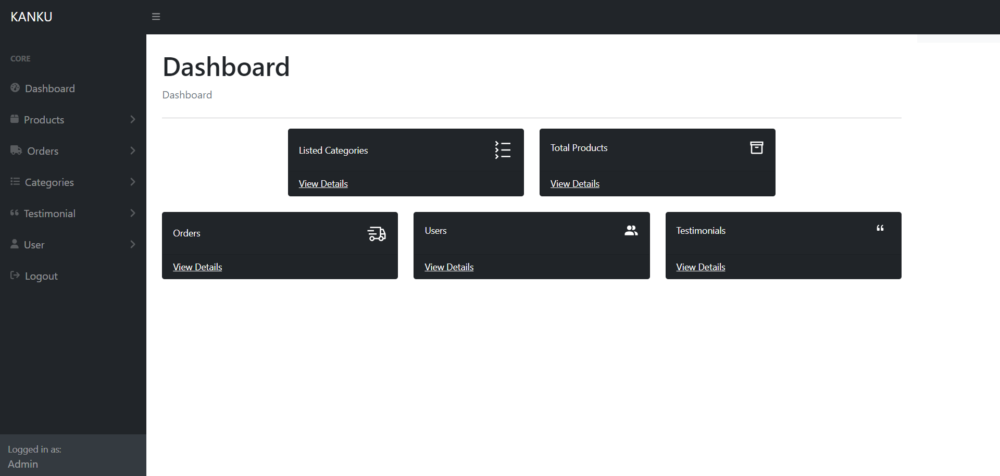 KANKU
CORE
Dashboard
Products
Orders
Categories
Testimonial
User
Logout
Logged in as:
Admin
Dashboard
Dashboard
Listed Categories
View Details
Total Products
View Details
Orders
View Details
Users
View Details
Testimonials
View Details